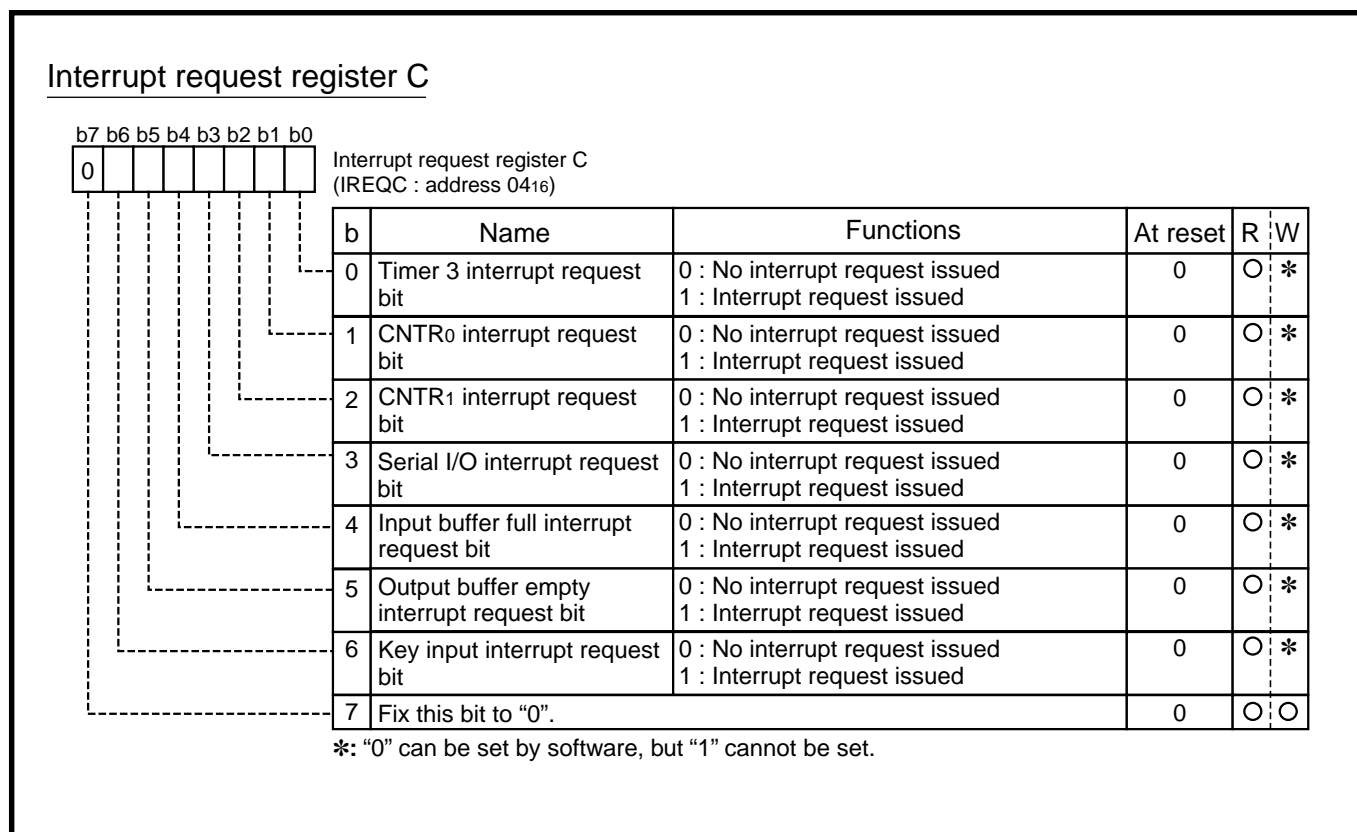 Interrupt request register C
b7 b6 b5 b4 b3 b2 b1 b0
0
Interrupt request register C
(IREQC : address 0416)
b Name Functions At reset R W
0 Timer 3 interrupt request bit 0 : No interrupt request issued 1 : Interrupt request issued 0 ○ ✻
1 CNTR0 interrupt request bit 0 : No interrupt request issued 1 : Interrupt request issued 0 ○ ✻
2 CNTR1 interrupt request bit 0 : No interrupt request issued 1 : Interrupt request issued 0 ○ ✻
3 Serial I/O interrupt request bit 0 : No interrupt request issued 1 : Interrupt request issued 0 ○ ✻
4 Input buffer full interrupt request bit 0 : No interrupt request issued 1 : Interrupt request issued 0 ○ ✻
5 Output buffer empty interrupt request bit 0 : No interrupt request issued 1 : Interrupt request issued 0 ○ ✻
6 Key input interrupt request bit 0 : No interrupt request issued 1 : Interrupt request issued 0 ○ ✻
7 Fix this bit to “0”. 0 ○ ○
✻: “0” can be set by software, but “1” cannot be set.